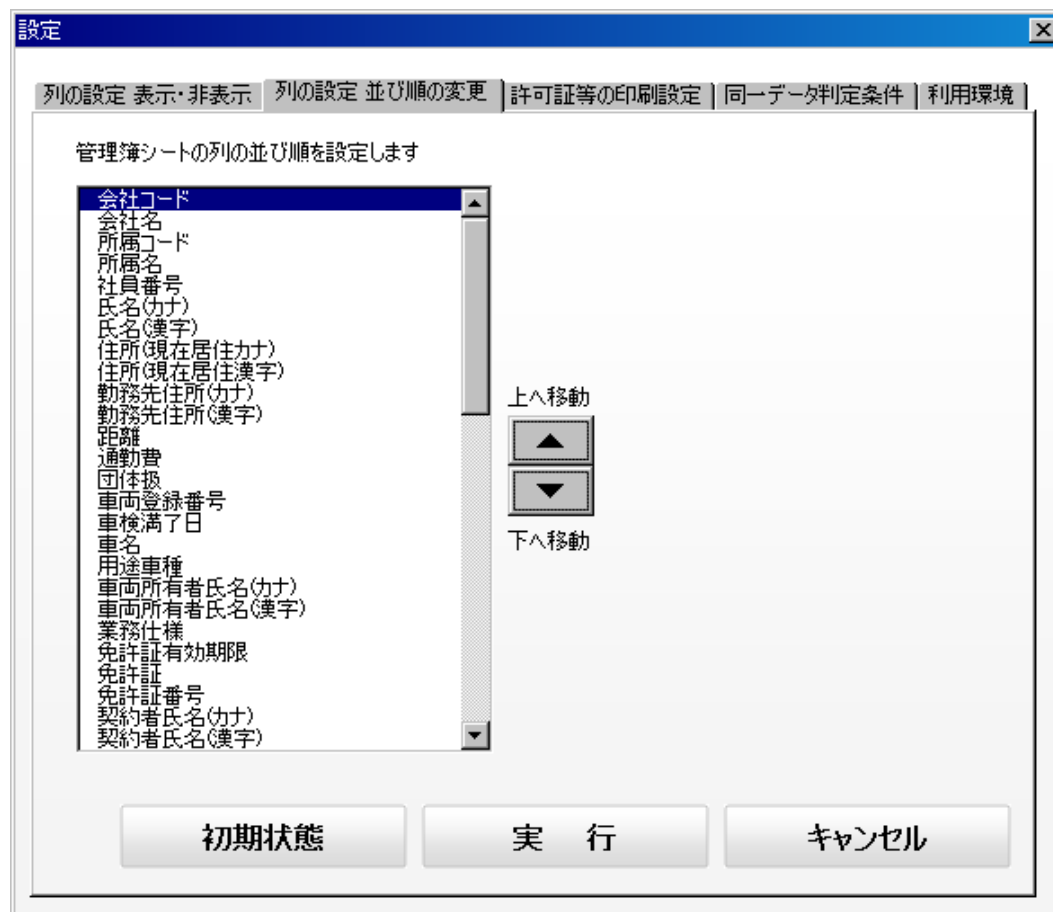 設定
列の設定 表示・非表示 列の設定 並び順の変更 許可証等の印刷設定 同一データ判定条件 利用環境
管理簿シートの列の並び順を設定します
会社コード
会社名
所属コード
所属名
社員番号
氏名(カナ)
氏名(漢字)
住所(現在居住カナ)
住所(現在居住漢字)
勤務先住所(カナ)
勤務先住所(漢字)
距離
通勤費
団体扱
車両登録番号
車検満了日
車名
用途車種
車両所有者氏名(カナ)
車両所有者氏名(漢字)
業務仕様
免許証有効期限
免許証
免許証番号
契約者氏名(カナ)
契約者氏名(漢字)
上へ移動
下へ移動
初期状態 実 行 キャンセル